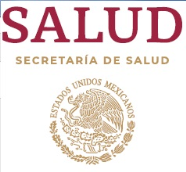 SALUD
SECRETARÍA DE SALUD
ESTADOS UNIDOS MEXICANOS